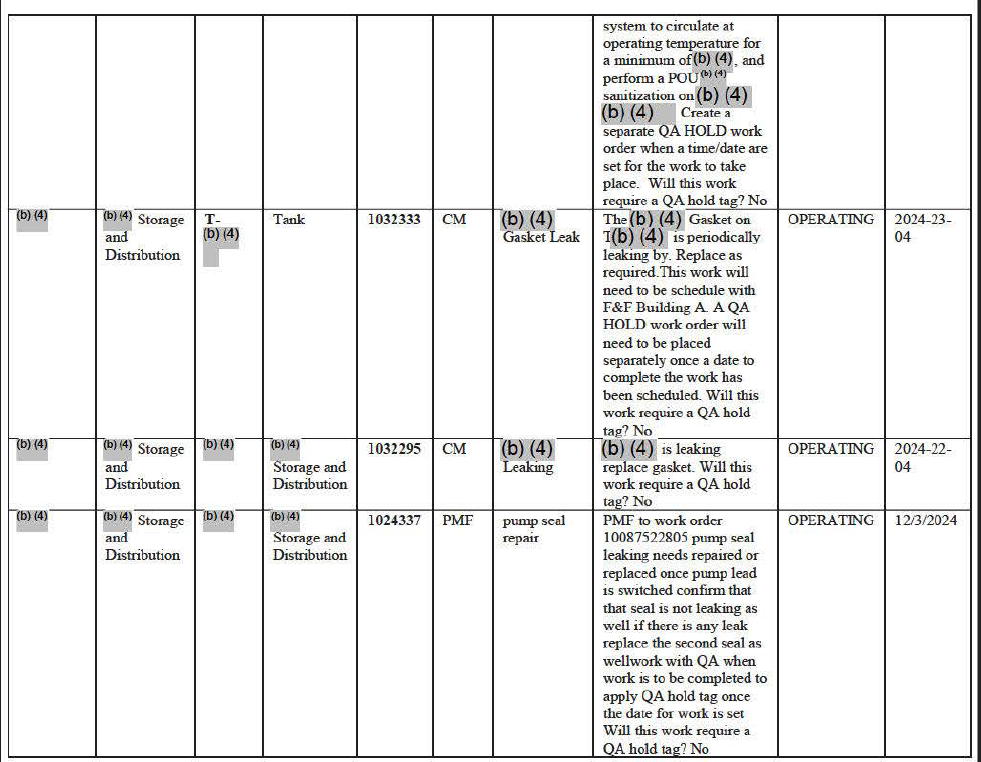 system to circulate at
operating temperature for
a minimum of (b) (4), and
perform a POU (b) (4)
sanitization on (b) (4)
(b) (4) Create a
separate QA HOLD work
order when a time/date are
set for the work to take
place. Will this work
require a QA hold tag? No
(b) (4)
(b) (4) Storage
and
Distribution
T-
(b) (4)
Tank
1032333
CM
(b) (4)
Gasket Leak
The (b) (4) Gasket on
T(b) (4) is periodically
leaking by. Replace as
required.This work will
need to be schedule with
F&F Building A. A QA
HOLD work order will
need to be placed
separately once a date to
complete the work has
been scheduled. Will this
work require a QA hold
tag? No
OPERATING
2024-23-
04
(b) (4)
(b) (4) Storage
and
Distribution
(b) (4)
(b) (4)
Storage and
Distribution
1032295
CM
(b) (4)
Leaking
(b) (4) is leaking
replace gasket. Will this
work require a QA hold
tag? No
OPERATING
2024-22-
04
(b) (4)
(b) (4) Storage
and
Distribution
(b) (4)
(b) (4)
Storage and
Distribution
1024337
PMF
pump seal
repair
PMF to work order
10087522805 pump seal
leaking needs repaired or
replaced once pump lead
is switched confirm that
that seal is not leaking as
well if there is any leak
replace the second seal as
wellwork with QA when
work is to be completed to
apply QA hold tag once
the date for work is set
Will this work require a
QA hold tag? No
OPERATING
12/3/2024